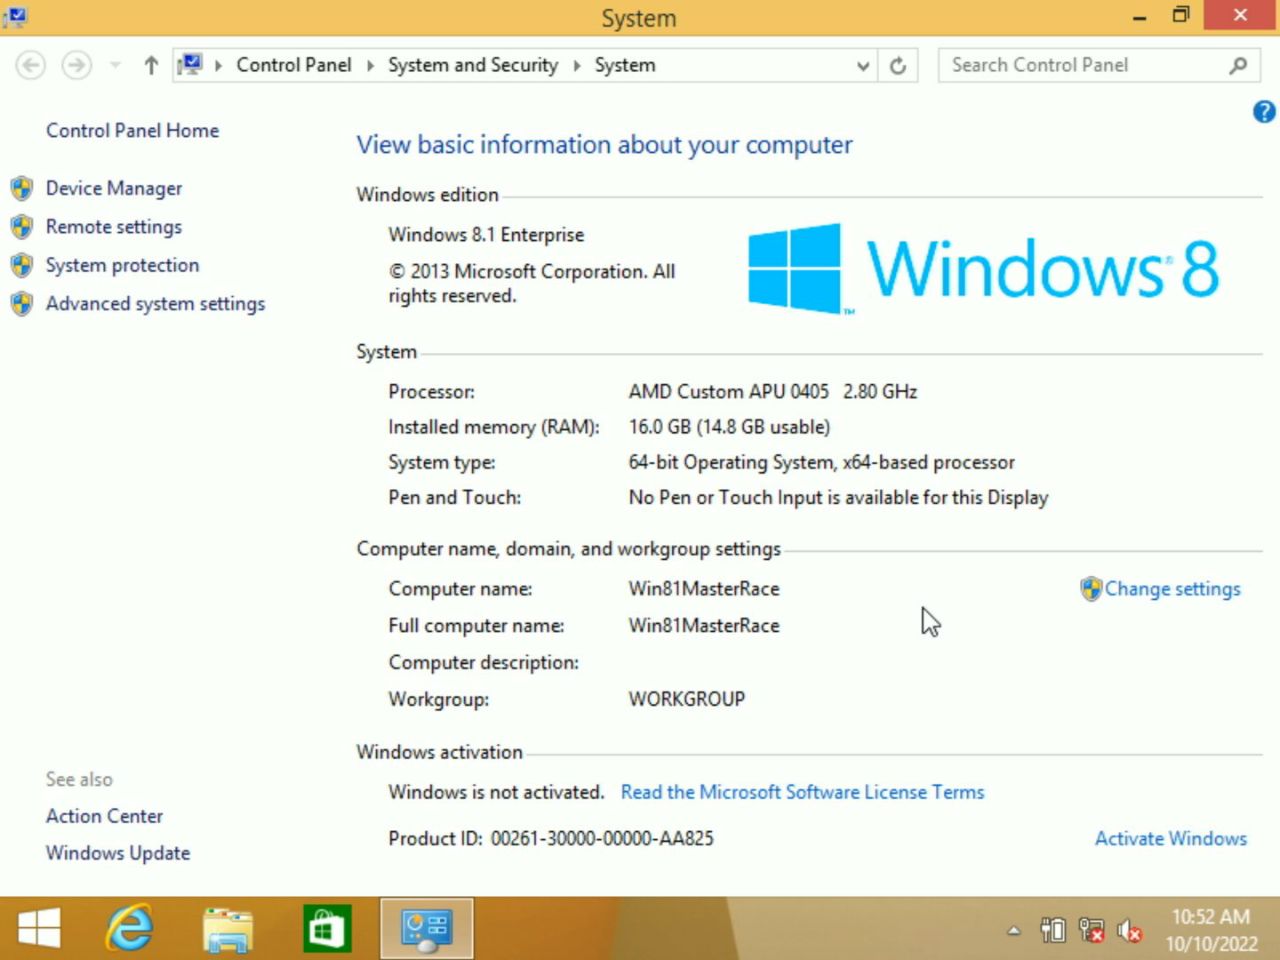 System
Control Panel System and Security System
Search Control Panel
?
Control Panel Home
Device Manager
Remote settings
System protection
Advanced system settings
See also
Action Center
Windows Update
View basic information about your computer
Windows edition
Windows 8.1 Enterprise
© 2013 Microsoft Corporation. All
rights reserved.
Windows® 8
™
System
Processor: AMD Custom APU 0405 2.80 GHz
Installed memory (RAM): 16.0 GB (14.8 GB usable)
System type: 64-bit Operating System, x64-based processor
Pen and Touch: No Pen or Touch Input is available for this Display
Computer name, domain, and workgroup settings
Computer name: Win81MasterRace Change settings
Full computer name: Win81MasterRace
Computer description:
Workgroup: WORKGROUP
Windows activation
Windows is not activated. Read the Microsoft Software License Terms
Product ID: 00261-30000-00000-AA825 Activate Windows
10:52 AM
10/10/2022